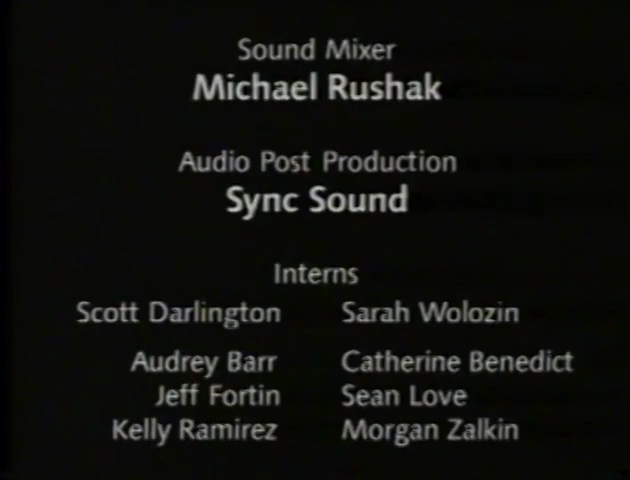 Sound Mixer
Michael Rushak
Audio Post Production
Sync Sound
Interns
Scott Darlington Sarah Wolozin
Audrey Barr Catherine Benedict
Jeff Fortin Sean Love
Kelly Ramirez Morgan Zalkin